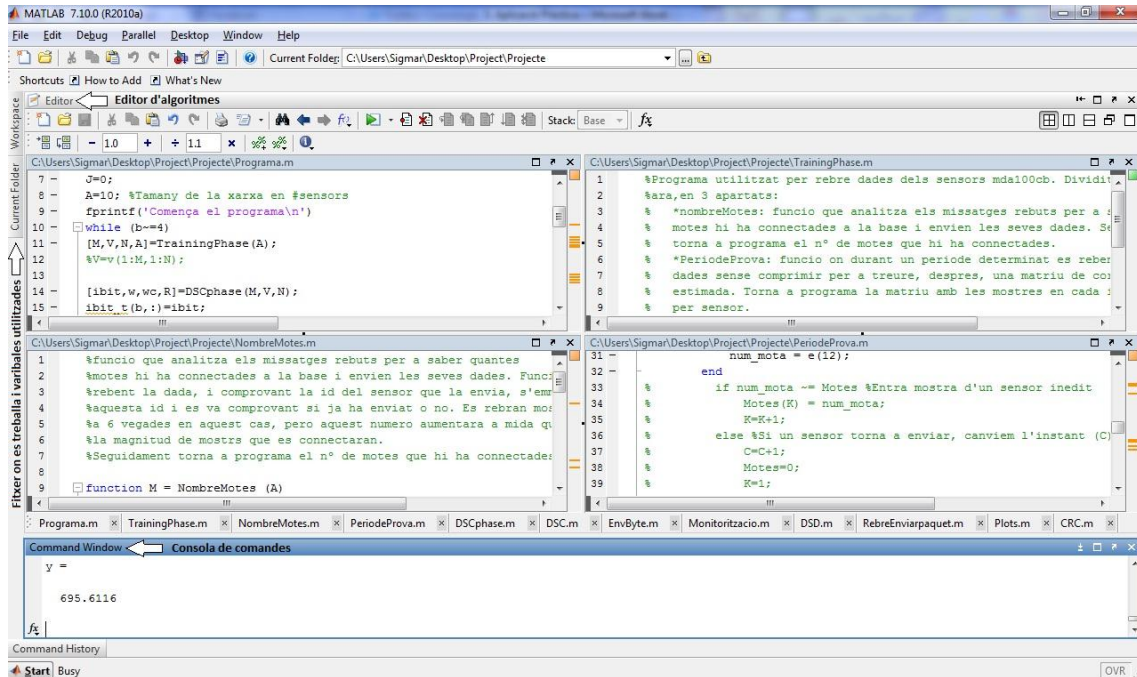 MATLAB 7.10.0 (R2010a)
File Edit Debug Parallel Desktop Window Help
Current Folder: C:\Users\Sigmar\Desktop\Project\Projecte
Shortcuts How to Add What's New
Editor Editor d'algoritmes
Stack: Base fx
- 1.0 + ÷ 1.1 ×
Workspace
Current Folder
Fitxer on es treballa i varibales utilitzades
C:\Users\Sigmar\Desktop\Project\Projecte\Programa.m
7 - J=0;
8 - A=10; %Tamany de la xarxa en #sensors
9 - fprintf('Comença el programa\n')
10 - while (b~=4)
11 - [M,V,N,A]=TrainingPhase(A);
12 %V=v(1:M,1:N);
13
14 - [ibit,w,wc,R]=DSCphase(M,V,N);
15 - ibit_t(b,:)=ibit;
C:\Users\Sigmar\Desktop\Project\Projecte\TrainingPhase.m
1 %Programa utilitzat per rebre dades dels sensors mda100cb. Dividit
2 %ara,en 3 apartats:
3 % *nombreMotes: funcio que analitza els missatges rebuts per a
4 % motes hi ha connectades a la base i envien les seves dades.
5 % torna a programa el nº de motes que hi ha connectades.
6 % *PeriodeProva: funcio on durant un periode determinat es
7 % dades sense comprimir per a treure, despres, una matriu de
8 % estimada. Torna a programa la matriu amb les mostres en cada
9 % per sensor.
C:\Users\Sigmar\Desktop\Project\Projecte\NombreMotes.m
1 %funcio que analitza els missatges rebuts per a saber quantes
2 %motes hi ha connectades a la base i envien les seves dades.
3 %rebent la dada, i comprovant la id del sensor que la envia,
4 %aquesta id i es va comprovant si ja ha enviat o no. Es rebran
5 %a 6 vegades en aquest cas, pero aquest numero aumentara a mida
6 %la magnitud de mostrs que es connectaran.
7 %Seguidament torna a programa el nº de motes que hi ha connectades
8
9 function M = NombreMotes (A)
C:\Users\Sigmar\Desktop\Project\Projecte\PeriodeProva.m
31 - num_mota = e(12);
32 - end
33 % if num_mota ~= Motes %Entra mostra d'un sensor inedit
34 % Motes(K) = num_mota;
35 % K=K+1;
36 % else %Si un sensor torna a enviar, canviem l'instant (C)
37 % C=C+1;
38 % Motes=0;
39 % K=1;
Programa.m × TrainingPhase.m × NombreMotes.m × PeriodeProva.m × DSCphase.m × DSC.m × EnvByte.m × Monitoritzacio.m × DSD.m × RebreEnviarpaquet.m × Plots.m × CRC.m ×
Command Window Consola de comandes
y =
695.6116
fx
Command History
Start Busy OVR